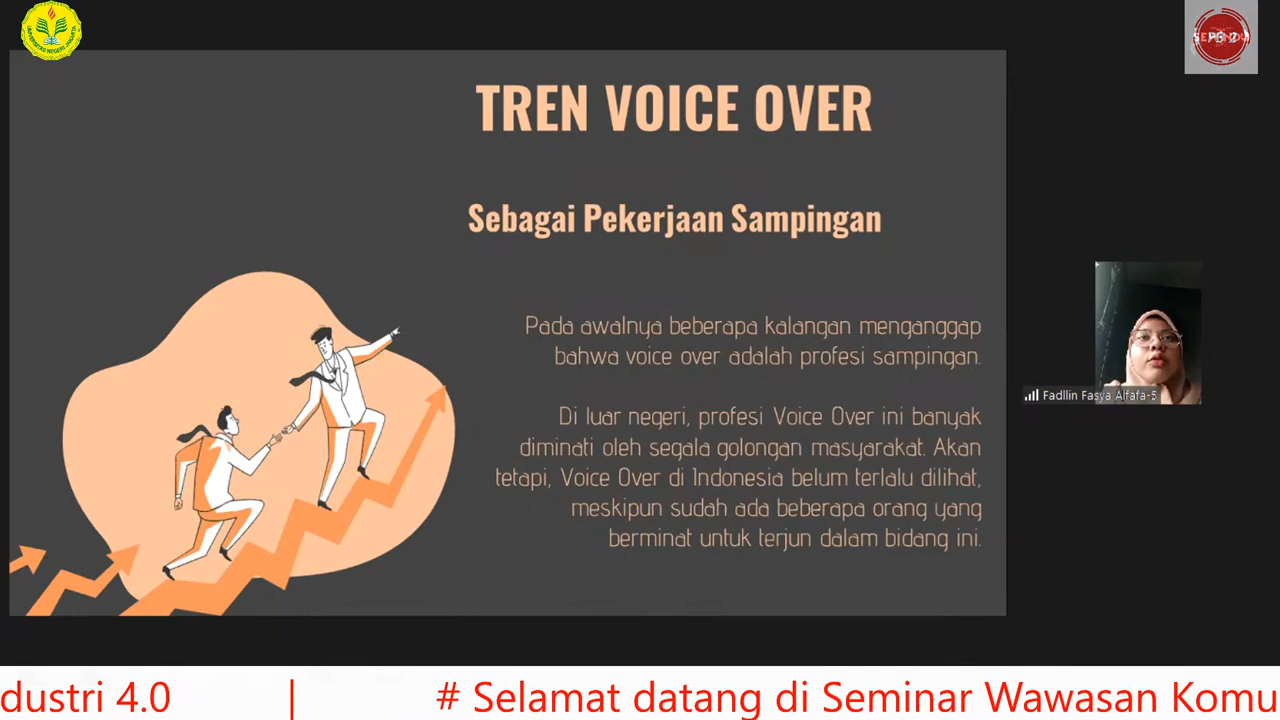 UNIVERSITAS NEGERI JAKARTA
TREN VOICE OVER
Sebagai Pekerjaan Sampingan
Pada awalnya beberapa kalangan menganggap
bahwa voice over adalah profesi sampingan.
Di luar negeri, profesi Voice Over ini banyak
diminati oleh segala golongan masyarakat. Akan
tetapi, Voice Over di Indonesia belum terlalu dilihat,
meskipun sudah ada beberapa orang yang
berminat untuk terjun dalam bidang ini.
Fadllin Fasya Alfafa-5
dustri 4.0 | # Selamat datang di Seminar Wawasan Komu